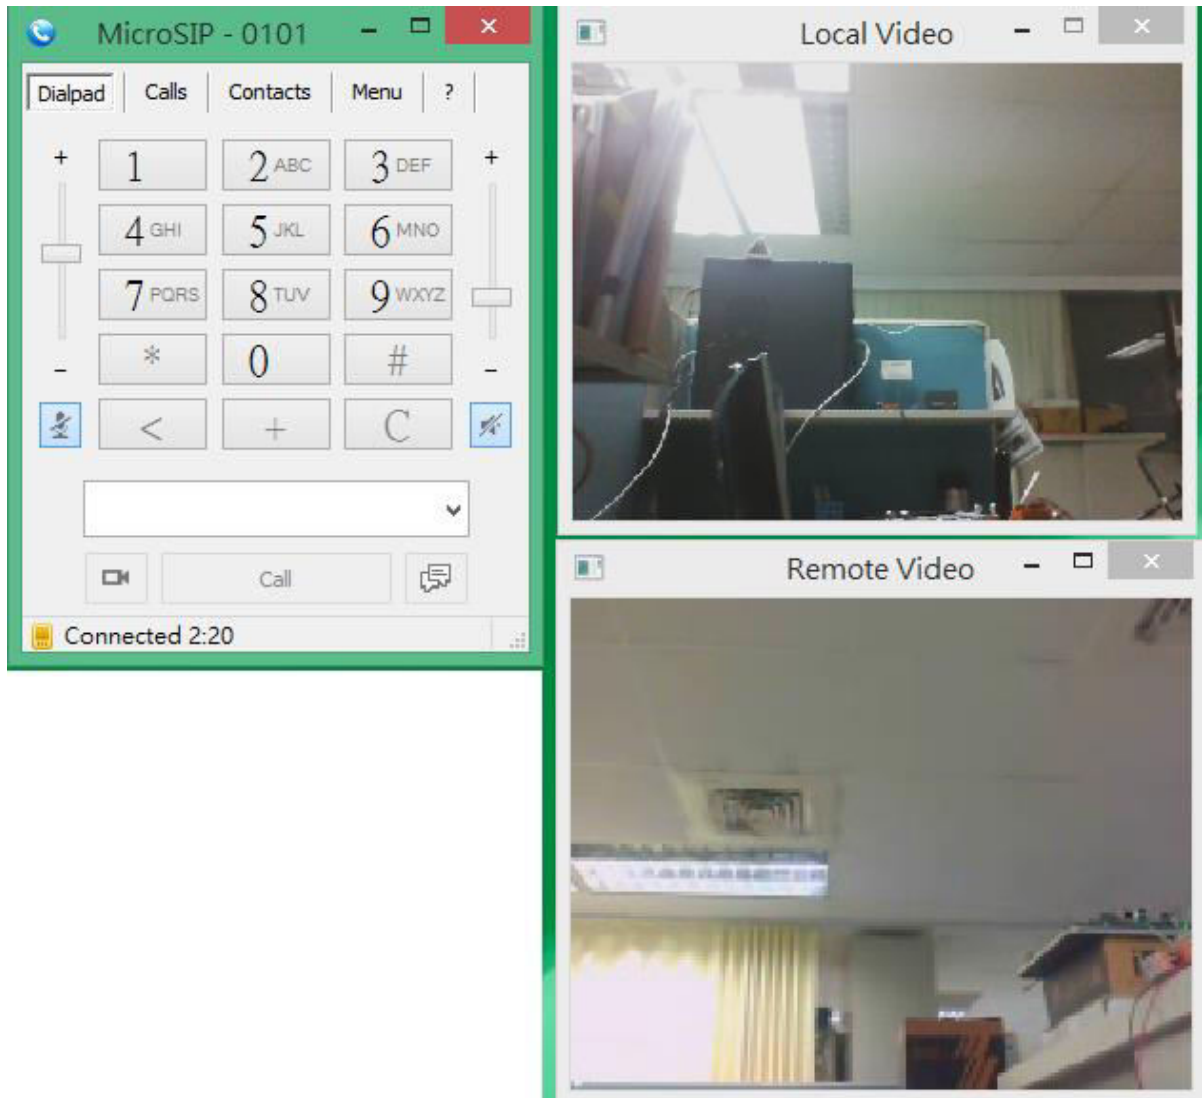 MicroSIP - 0101
Dialpad Calls Contacts Menu ?
+ 1 2 ABC 3 DEF +
4 GHI 5 JKL 6 MNO
7 PQRS 8 TUV 9 WXYZ
- * 0 # -
< + C
Call
Connected 2:20
Local Video
Remote Video